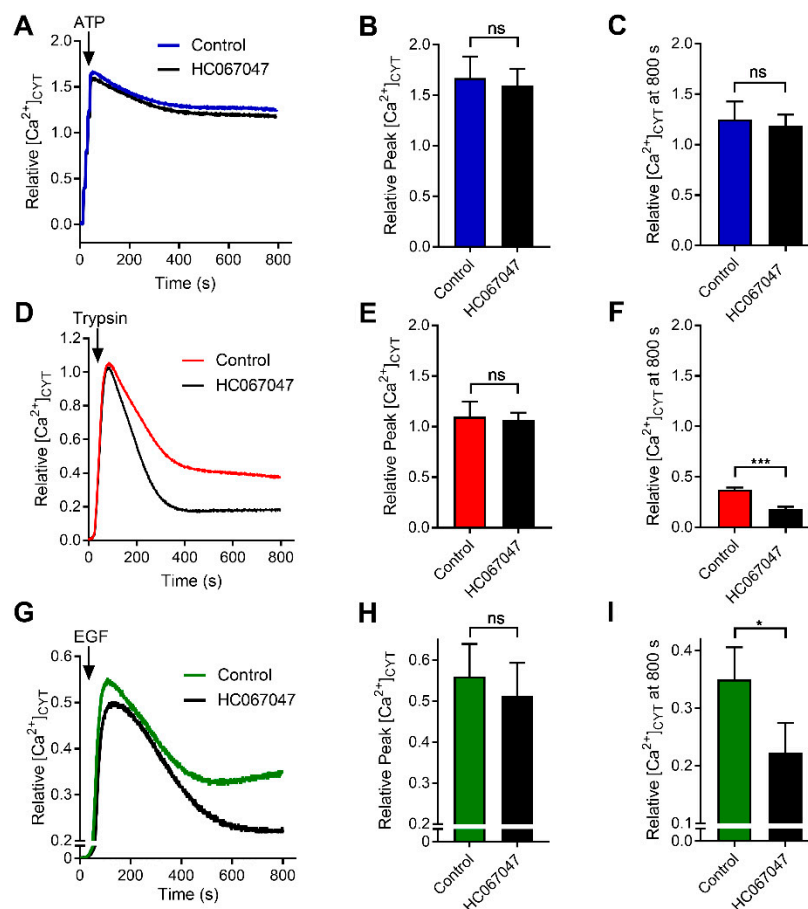 A
ATP
Control
HC067047
Relative [Ca²⁺]CYT
2.0
1.5
1.0
0.5
0.0
0 200 400 600 800
Time (s)
B
ns
Relative Peak [Ca²⁺]CYT
2.0
1.5
1.0
0.5
0.0
Control
HC067047
C
ns
Relative [Ca²⁺]CYT at 800 s
2.0
1.5
1.0
0.5
0.0
Control
HC067047
D
Trypsin
Control
HC067047
Relative [Ca²⁺]CYT
1.2
1.0
0.8
0.6
0.4
0.2
0.0
0 200 400 600 800
Time (s)
E
ns
Relative Peak [Ca²⁺]CYT
2.0
1.5
1.0
0.5
0.0
Control
HC067047
F
***
Relative [Ca²⁺]CYT at 800 s
2.0
1.5
1.0
0.5
0.0
Control
HC067047
G
EGF
Control
HC067047
Relative [Ca²⁺]CYT
0.6
0.5
0.4
0.3
0.2
0
0 200 400 600 800
Time (s)
H
ns
Relative Peak [Ca²⁺]CYT
0.6
0.5
0.4
0.3
0.2
0
Control
HC067047
I
*
Relative [Ca²⁺]CYT at 800 s
0.4
0.3
0.2
0.1
0.0
Control
HC067047